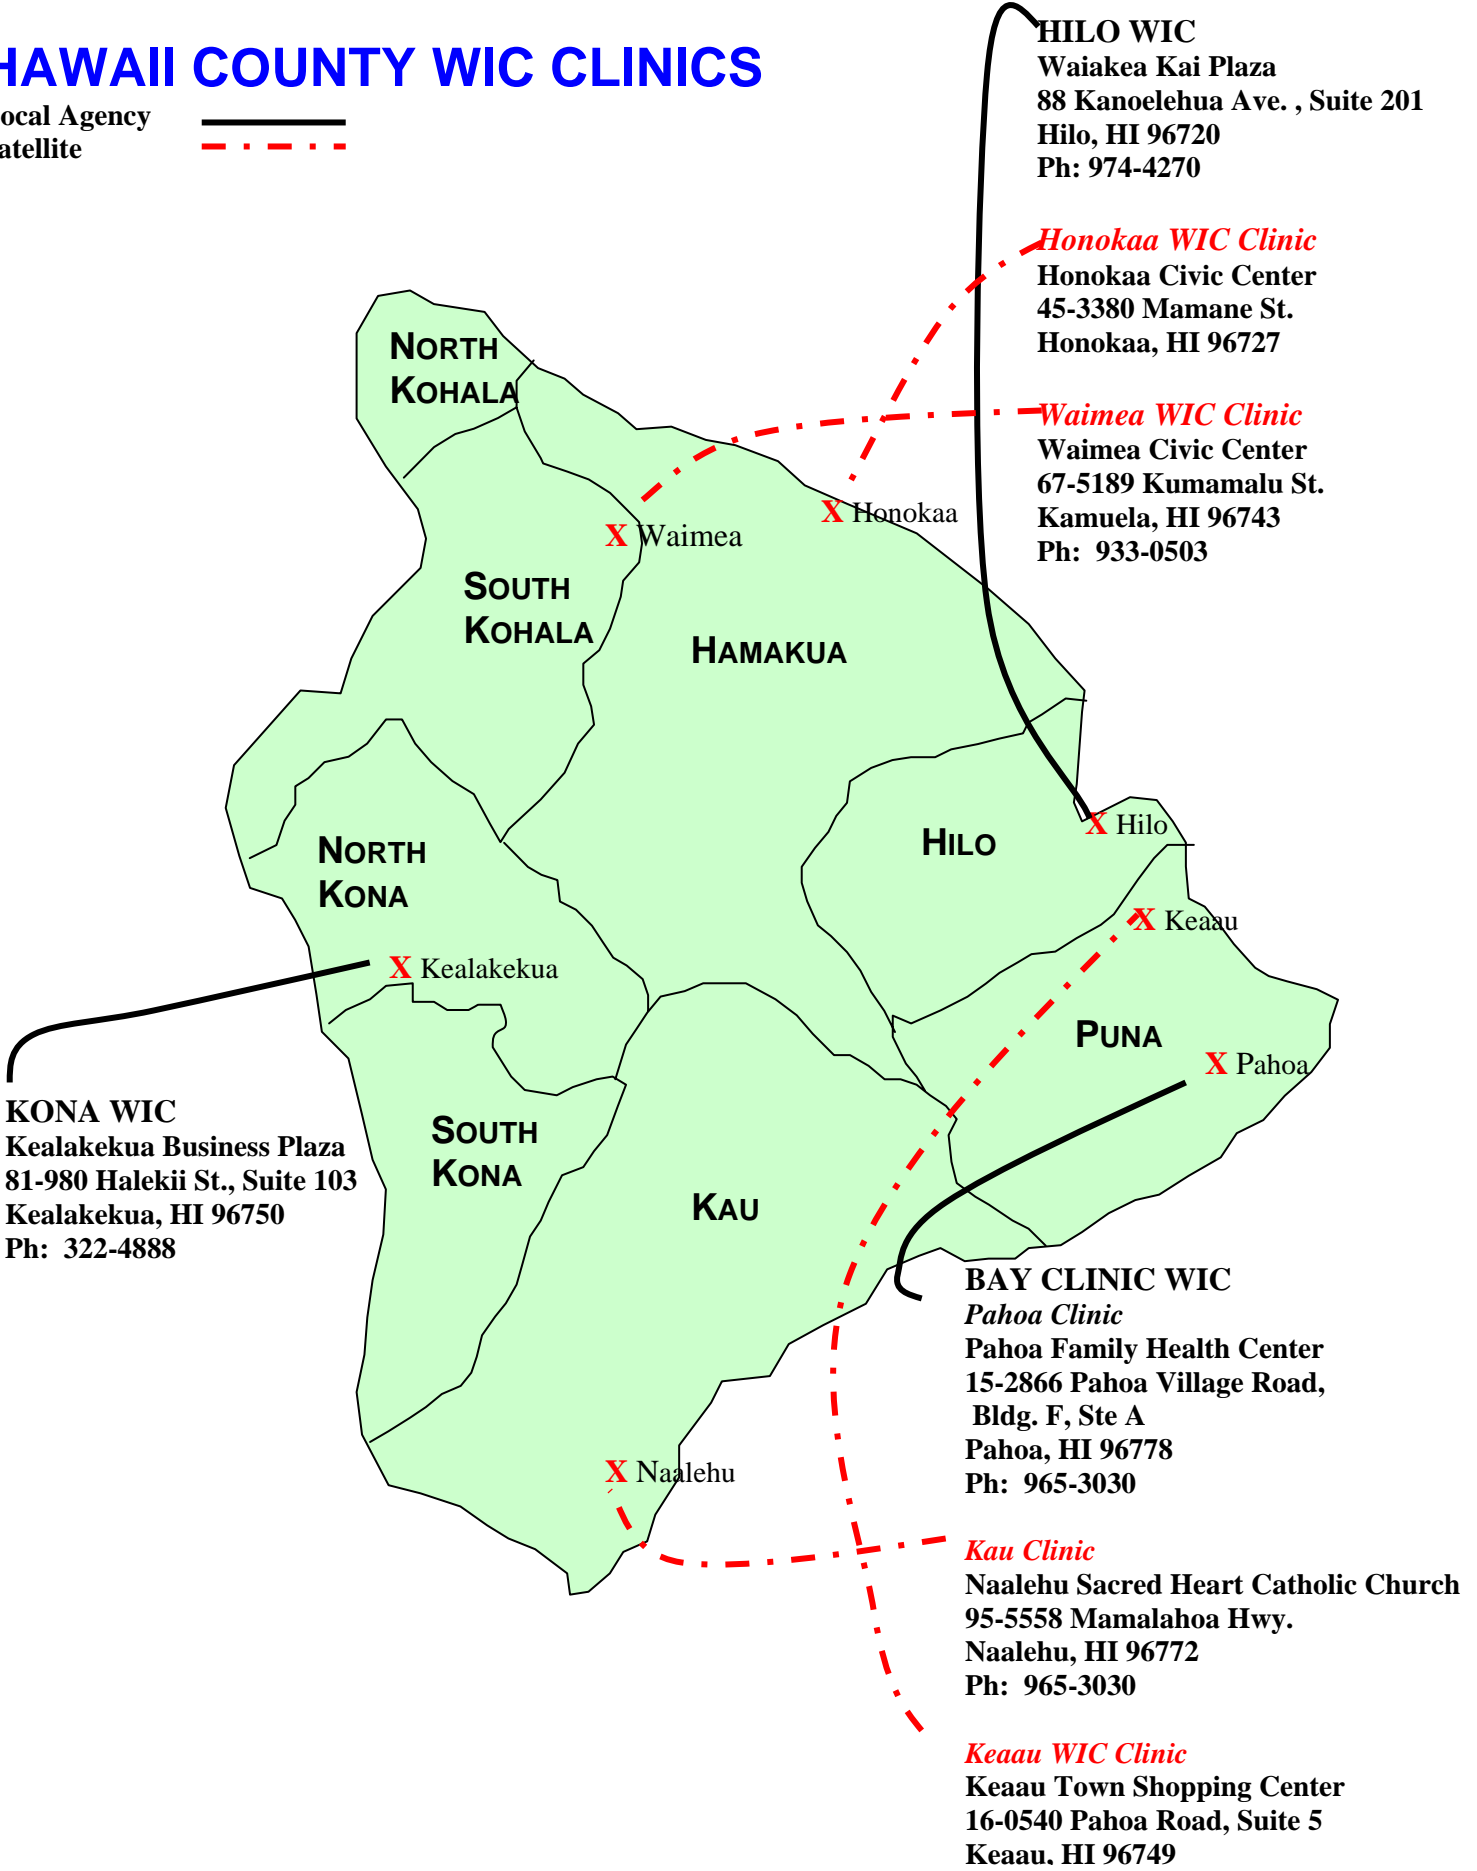 HAWAII COUNTY WIC CLINICS
ocal Agency
atellite
HILO WIC
Waiakea Kai Plaza
88 Kanoelehua Ave. , Suite 201
Hilo, HI 96720
Ph: 974-4270
Honokaa WIC Clinic
Honokaa Civic Center
45-3380 Mamane St.
Honokaa, HI 96727
Waimea WIC Clinic
Waimea Civic Center
67-5189 Kumamalu St.
Kamuela, HI 96743
Ph: 933-0503
NORTH
KOHALA
X Honokaa
X Waimea
SOUTH
KOHALA
HAMAKUA
X Hilo
HILO
NORTH
KONA
X Keaau
X Kealakekua
PUNA
X Pahoa
KONA WIC
Kealakekua Business Plaza
81-980 Halekii St., Suite 103
Kealakekua, HI 96750
Ph: 322-4888
SOUTH
KONA
KAU
BAY CLINIC WIC
Pahoa Clinic
Pahoa Family Health Center
15-2866 Pahoa Village Road,
Bldg. F, Ste A
Pahoa, HI 96778
Ph: 965-3030
X Naalehu
Kau Clinic
Naalehu Sacred Heart Catholic Church
95-5558 Mamalahoa Hwy.
Naalehu, HI 96772
Ph: 965-3030
Keaau WIC Clinic
Keaau Town Shopping Center
16-0540 Pahoa Road, Suite 5
Keaau, HI 96749